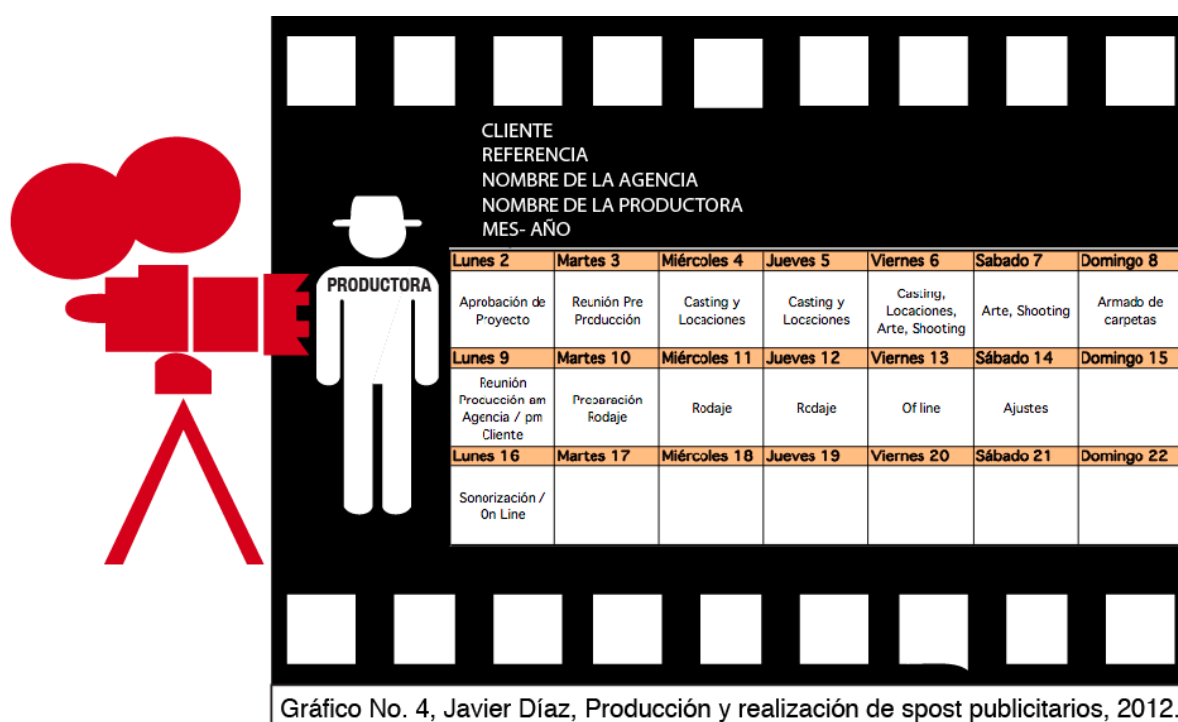 CLIENTE
REFERENCIA
NOMBRE DE LA AGENCIA
NOMBRE DE LA PRODUCTORA
MES- AÑO
PRODUCTORA
Lunes 2 Martes 3 Miércoles 4 Jueves 5 Viernes 6 Sabado 7 Domingo 8
Aprobación de Proyecto Reunión Pre Producción Casting y Locaciones Casting y Locaciones Casting, Locaciones, Arte, Shooting Arte, Shooting Armado de carpetas
Lunes 9 Martes 10 Miércoles 11 Jueves 12 Viernes 13 Sábado 14 Domingo 15
Reunión Producción am Agencia / pm Cliente Preparación Rodaje Rodaje Rodaje Of line Ajustes
Lunes 16 Martes 17 Miércoles 18 Jueves 19 Viernes 20 Sábado 21 Domingo 22
Sonorización / On Line
Gráfico No. 4, Javier Díaz, Producción y realización de spost publicitarios, 2012.